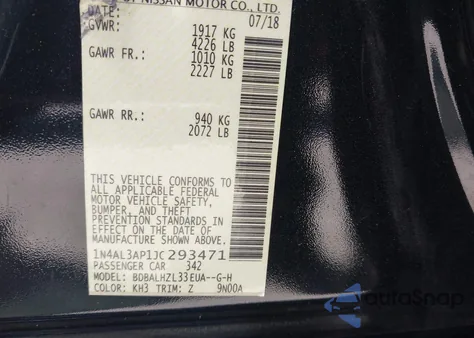 OF NISSAN MOTOR CO., LTD.
DATE: 07/18
GVWR: 1917 KG
4226 LB
GAWR FR.: 1010 KG
2227 LB
GAWR RR.: 940 KG
2072 LB
THIS VEHICLE CONFORMS TO
ALL APPLICABLE FEDERAL
MOTOR VEHICLE SAFETY,
BUMPER, AND THEFT
PREVENTION STANDARDS
IN EFFECT ON THE DATE OF
MANUFACTURE SHOWN ABOVE.
1N4AL3AP1JC293471
PASSENGER CAR 342
MODEL: BDBALHZL33EUA--G-H
COLOR: KH3 TRIM: Z 9N00A
AutoSnap